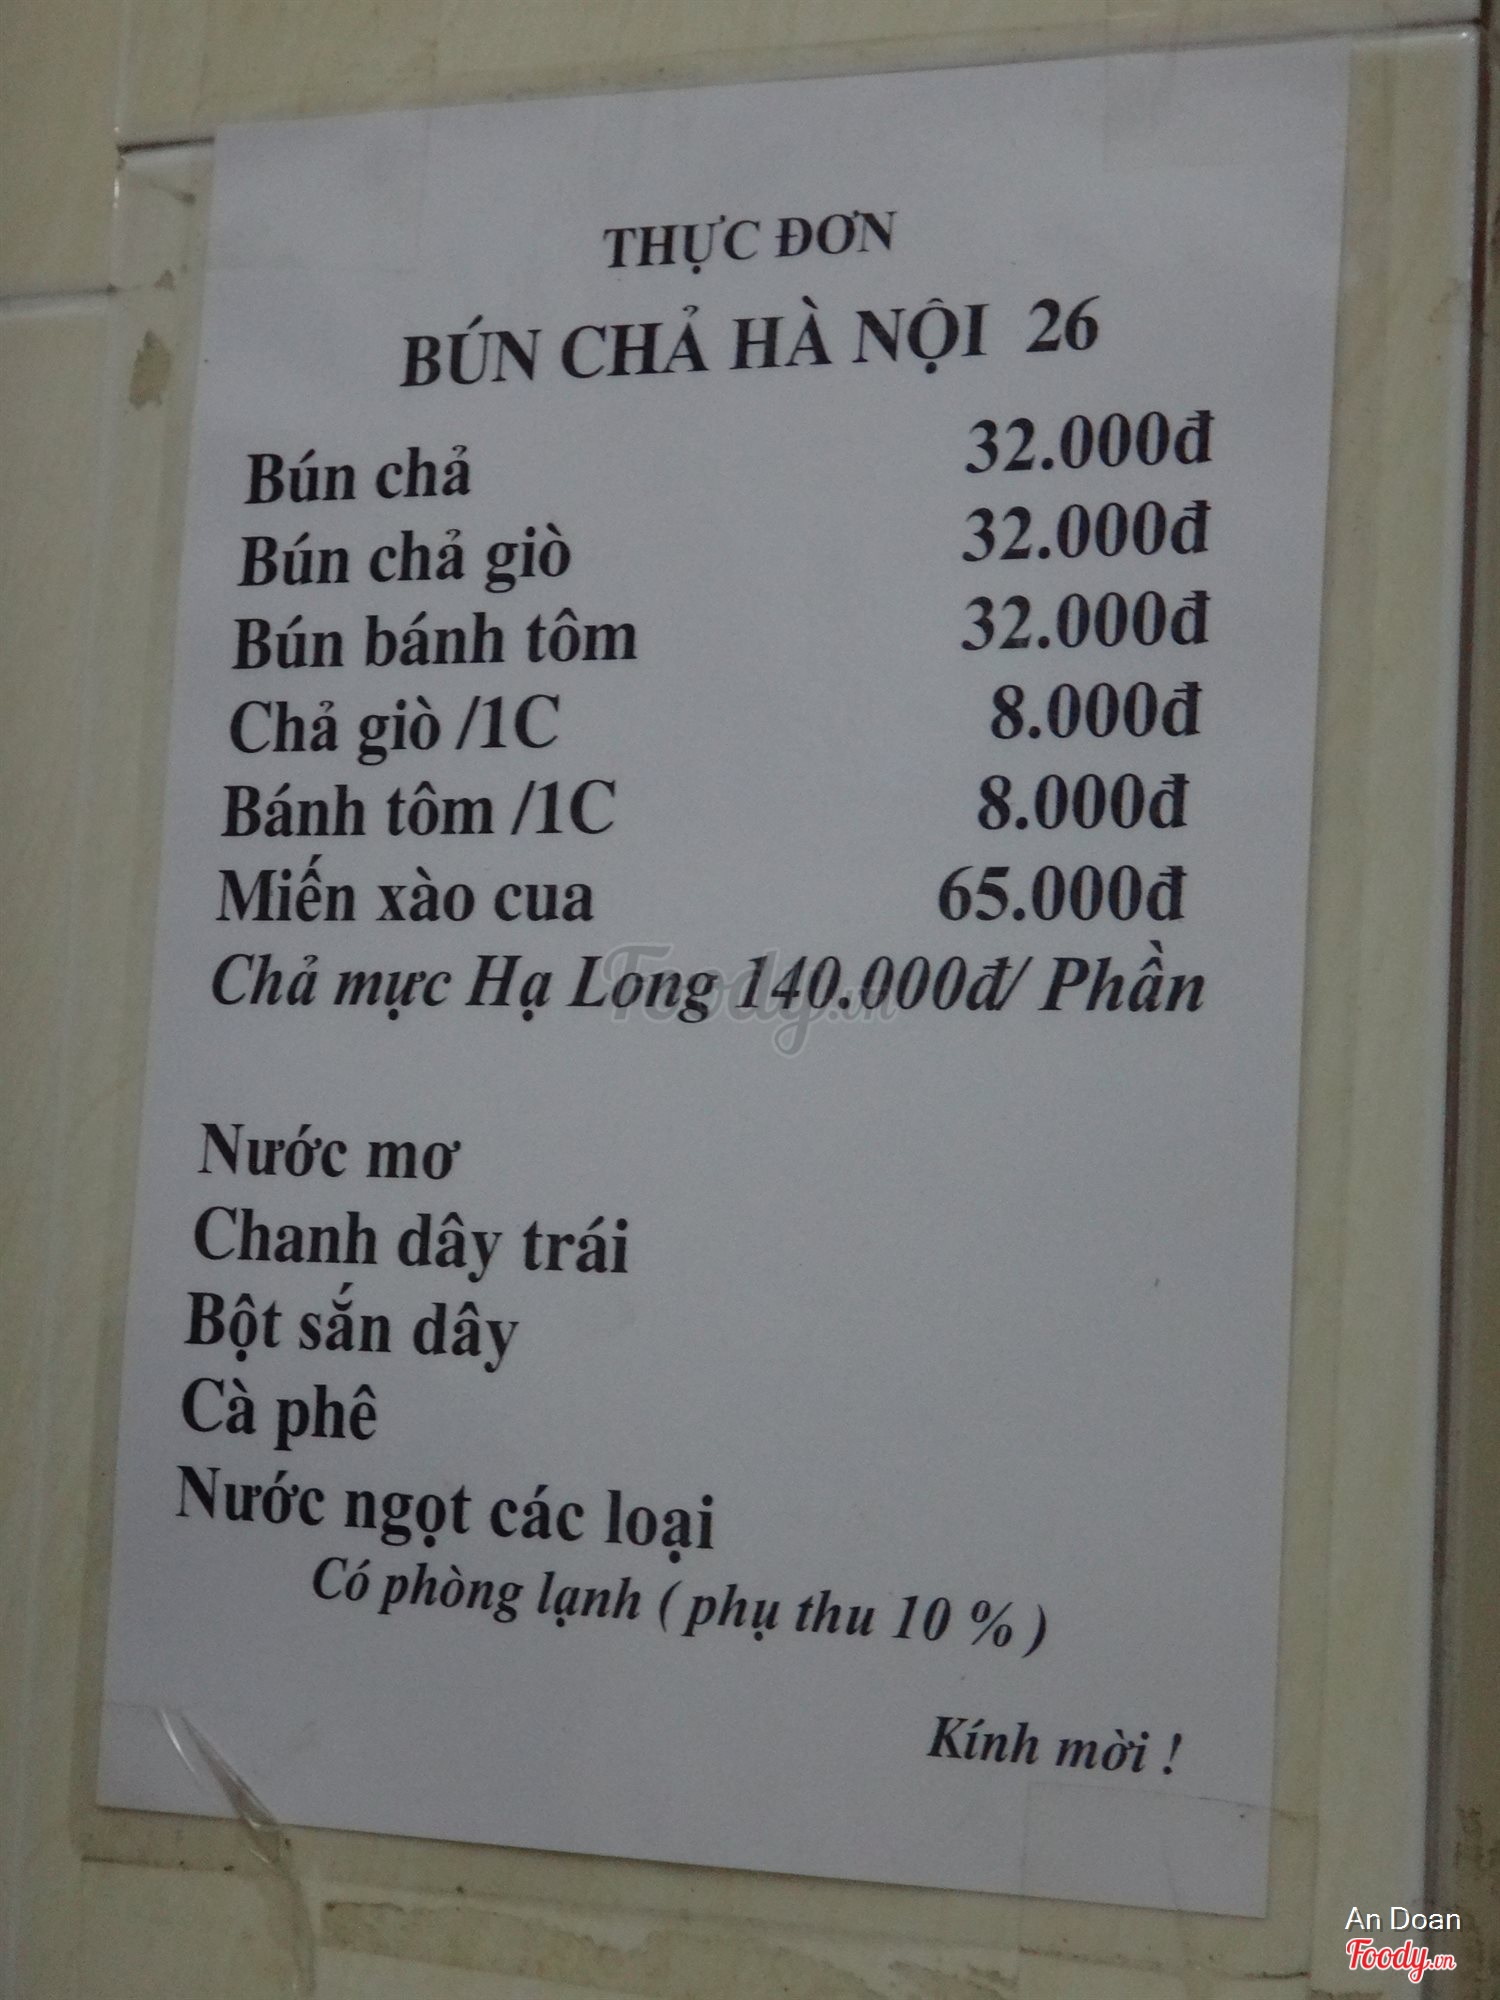 THỰC ĐƠN
BÚN CHẢ HÀ NỘI 26
Bún chả 32.000đ
Bún chả giò 32.000đ
Bún bánh tôm 32.000đ
Chả giò /1C 8.000đ
Bánh tôm /1C 8.000đ
Miến xào cua 65.000đ
Chả mực Hạ Long 140.000đ/ Phần
Foody.vn
Nước mơ
Chanh dây trái
Bột sắn dây
Cà phê
Nước ngọt các loại
Có phòng lạnh ( phụ thu 10 % )
Kính mời !
An Doan
Foody.vn